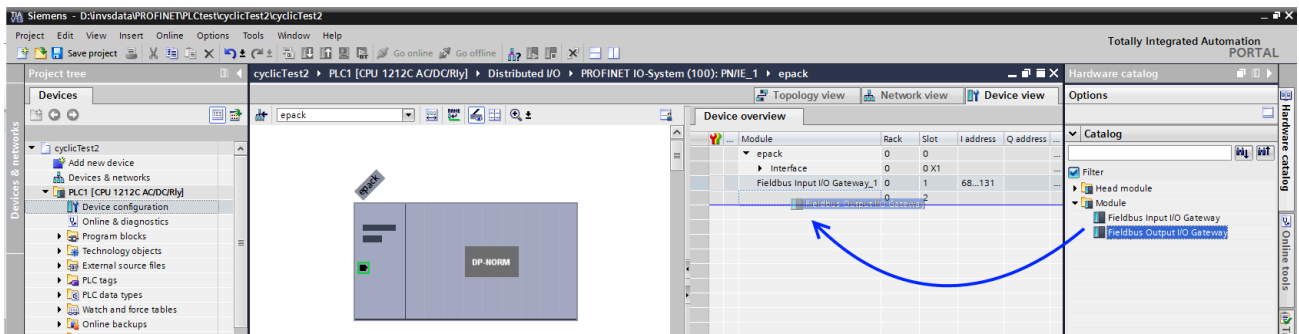 Siemens - D:\invsdata\PROFINET\PLCtest\cyclicTest2\cyclicTest2
Project Edit View Insert Online Options Tools Window Help
Save project Go online Go offline
Totally Integrated Automation
PORTAL
Project tree
cyclicTest2 PLC1 [CPU 1212C AC/DC/Rly] Distributed I/O PROFINET IO-System (100): PN/IE_1 epack
Hardware catalog
Devices
Topology view Network view Device view
Options
epack
Device overview
Module Rack Slot I address Q address ...
Catalog
cyclicTest2
Add new device
Devices & networks
PLC1 [CPU 1212C AC/DC/Rly]
Device configuration
Online & diagnostics
Program blocks
Technology objects
External source files
PLC tags
PLC data types
Watch and force tables
Online backups
Devices & networks
epack
DP-NORM
epack 0 0
Interface 0 0 X1
Fieldbus Input I/O Gateway_1 0 1 68...131
0 2
Fieldbus Output I/O Gateway
Filter
Head module
Module
Fieldbus Input I/O Gateway
Fieldbus Output I/O Gateway
Hardware catalog
Online tools